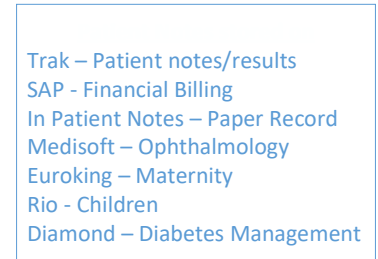 Trak – Patient notes/results
SAP - Financial Billing
In Patient Notes – Paper Record
Medisoft – Ophthalmology
Euroking – Maternity
Rio - Children
Diamond – Diabetes Management